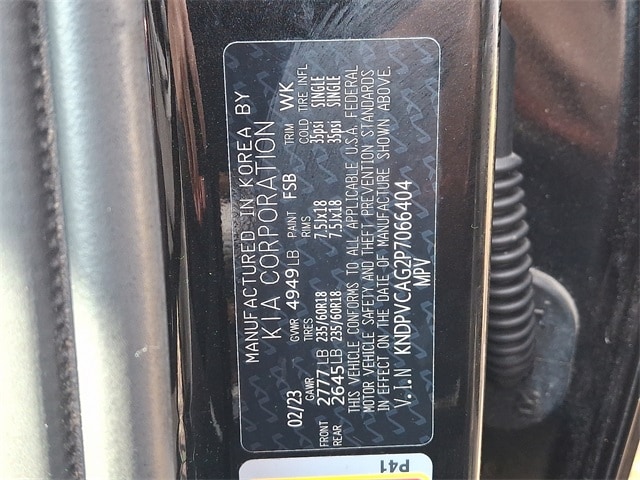 MANUFACTURED IN KOREA BY
KIA CORPORATION
02/23 GVWR 4949LB PAINT FSB TRIM WK
GAWR TIRES RIMS COLD TIRE INFL
FRONT 2777LB 235/60R18 7.5Jx18 35psi SINGLE
REAR 2645LB 235/60R18 7.5Jx18 35psi SINGLE
THIS VEHICLE CONFORMS TO ALL APPLICABLE U.S.A. FEDERAL
MOTOR VEHICLE SAFETY AND THEFT PREVENTION STANDARDS
IN EFFECT ON THE DATE OF MANUFACTURE SHOWN ABOVE.
V.I.N KNDPVCAG2P7066404
MPV
P41